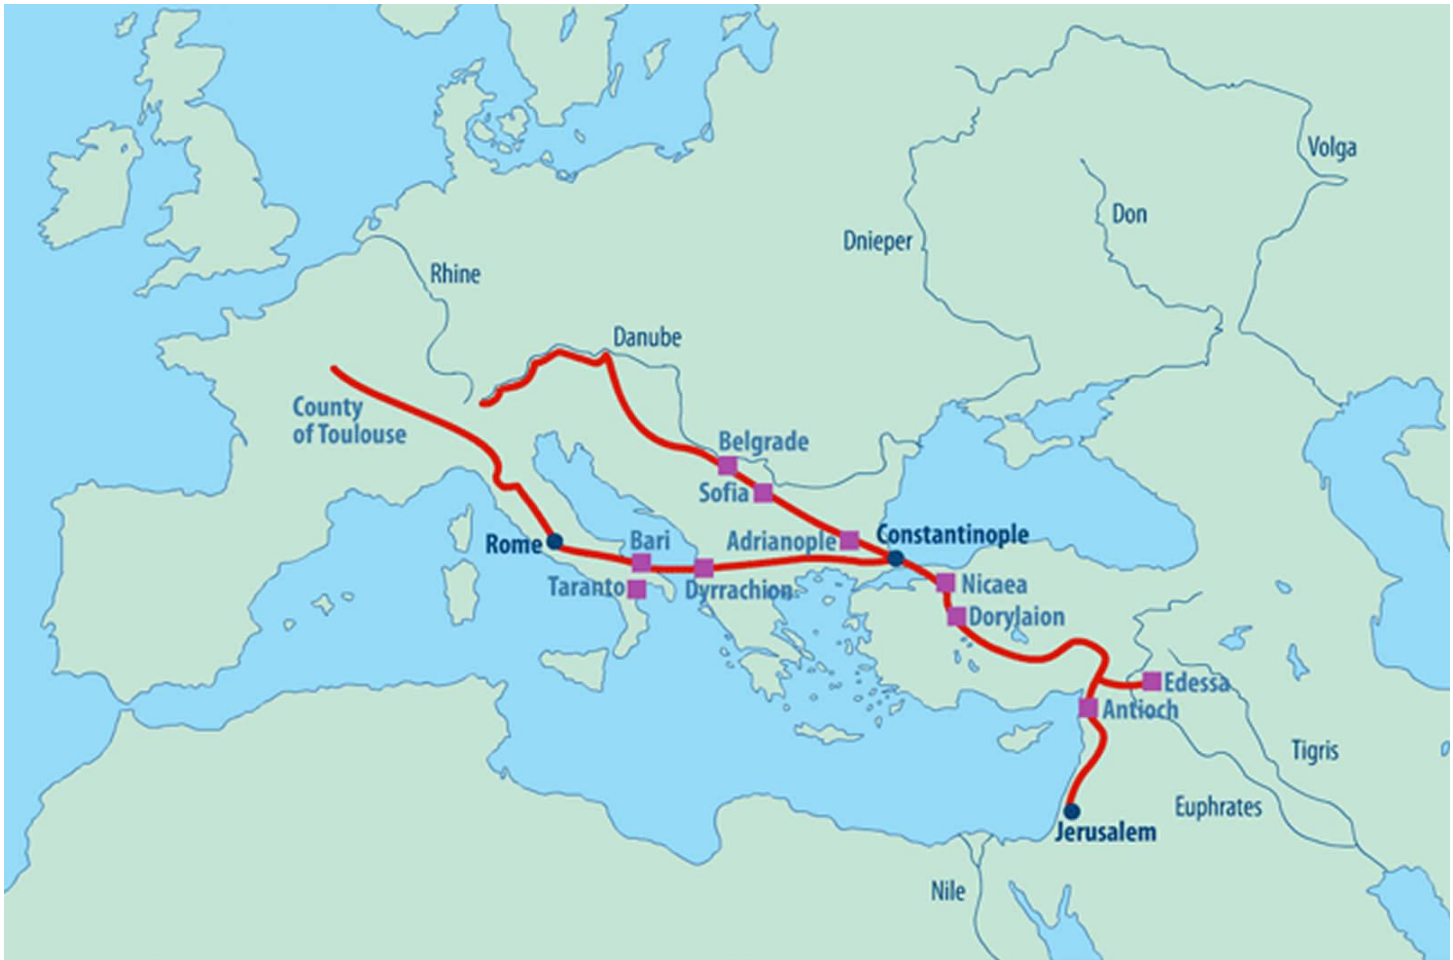 Volga
Don
Dnieper
Rhine
Danube
County
of Toulouse
Belgrade
Sofia
Constantinople
Rome
Bari
Adrianople
Taranto
Dyrrachion
Nicaea
Dorylaion
Edessa
Antioch
Tigris
Euphrates
Jerusalem
Nile